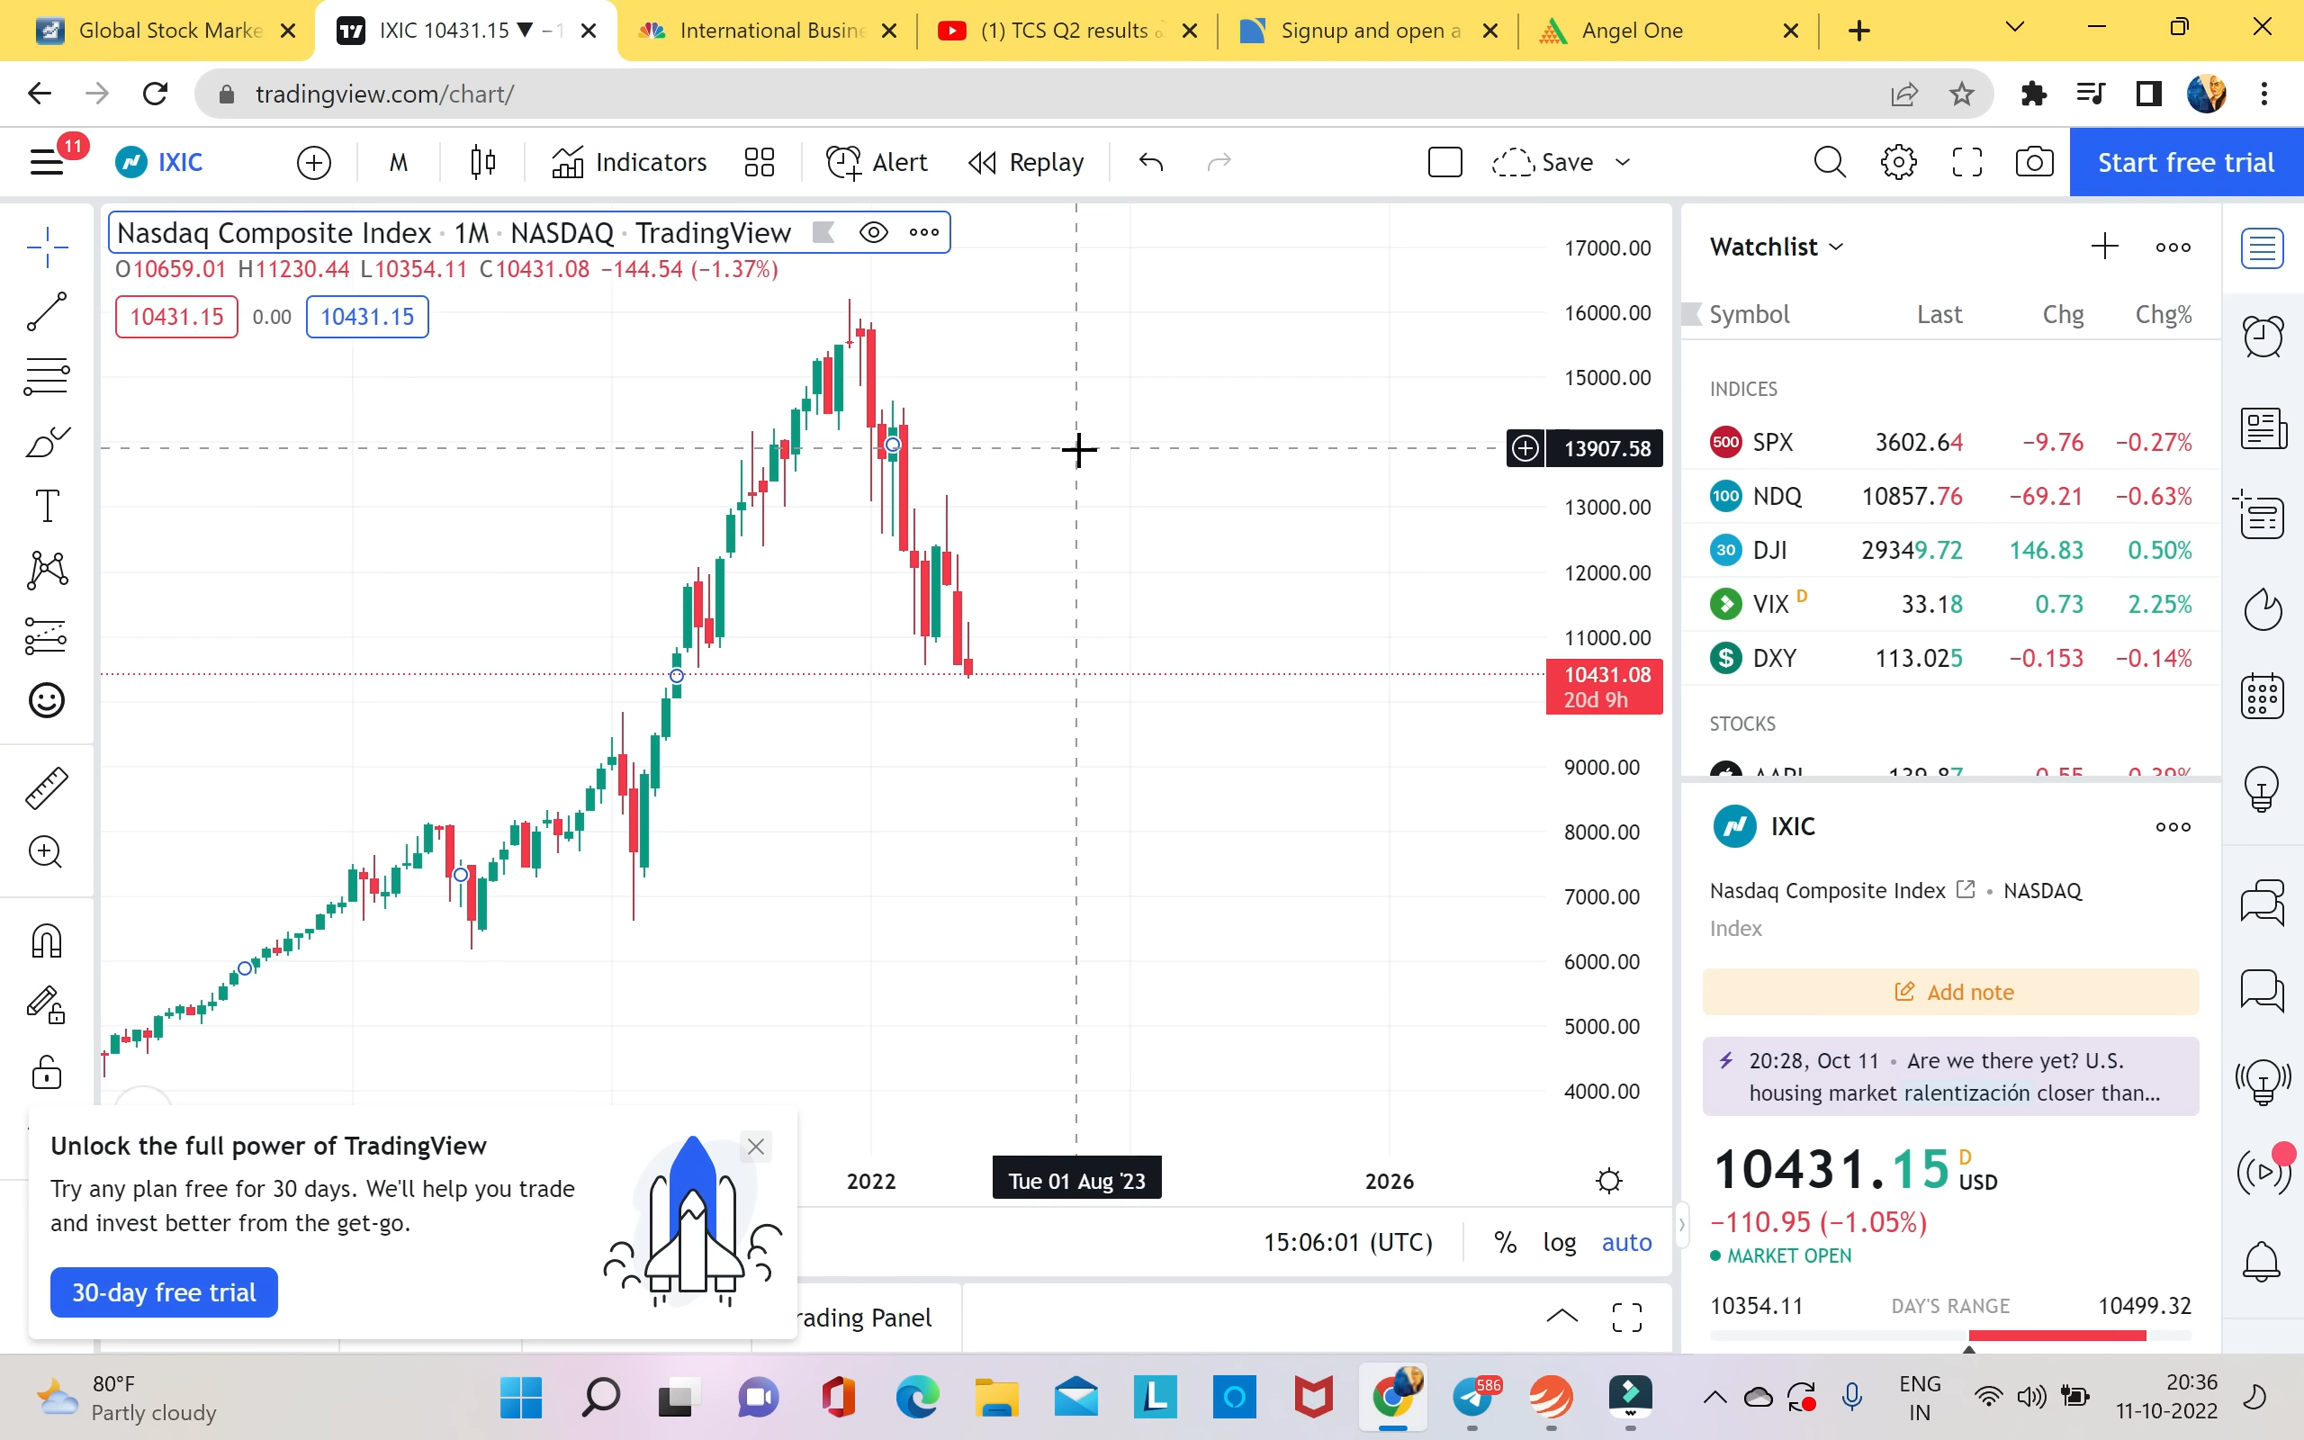 Global Stock Marke
IXIC 10431.15 ▼ −1
International Busine
(1) TCS Q2 results
Signup and open a
Angel One
tradingview.com/chart/
11
IXIC
M
Indicators
Alert
Replay
Save
Start free trial
Nasdaq Composite Index · 1M · NASDAQ · TradingView
O10659.01 H11230.44 L10354.11 C10431.08 −144.54 (−1.37%)
10431.15 0.00 10431.15
17000.00
16000.00
15000.00
13907.58
13000.00
12000.00
11000.00
10431.08
20d 9h
9000.00
8000.00
7000.00
6000.00
5000.00
4000.00
2022
Tue 01 Aug '23
2026
15:06:01 (UTC)
%
log
auto
rading Panel
Unlock the full power of TradingView
Try any plan free for 30 days. We'll help you trade
and invest better from the get-go.
30-day free trial
Watchlist
Symbol Last Chg Chg%
INDICES
500 SPX 3602.64 −9.76 −0.27%
100 NDQ 10857.76 −69.21 −0.63%
30 DJI 29349.72 146.83 0.50%
VIX D 33.18 0.73 2.25%
$ DXY 113.025 −0.153 −0.14%
STOCKS
IXIC
Nasdaq Composite Index • NASDAQ
Index
Add note
20:28, Oct 11 • Are we there yet? U.S.
housing market ralentización closer than...
10431.15 D
USD
−110.95 (−1.05%)
MARKET OPEN
10354.11 DAY'S RANGE 10499.32
80°F
Partly cloudy
L
586
ENG
IN
20:36
11-10-2022